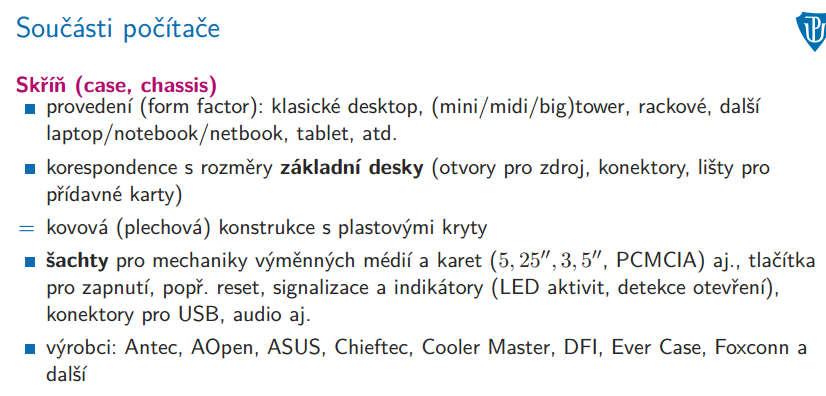 Součásti počítače
Skříň (case, chassis)
■ provedení (form factor): klasické desktop, (mini/midi/big)tower, rackové, další
laptop/notebook/netbook, tablet, atd.
■ korespondence s rozměry základní desky (otvory pro zdroj, konektory, lišty pro
přídavné karty)
= kovová (plechová) konstrukce s plastovými kryty
■ šachty pro mechaniky výměnných médií a karet (5, 25″, 3, 5″, PCMCIA) aj., tlačítka
pro zapnutí, popř. reset, signalizace a indikátory (LED aktivit, detekce otevření),
konektory pro USB, audio aj.
■ výrobci: Antec, AOpen, ASUS, Chieftec, Cooler Master, DFI, Ever Case, Foxconn a
další